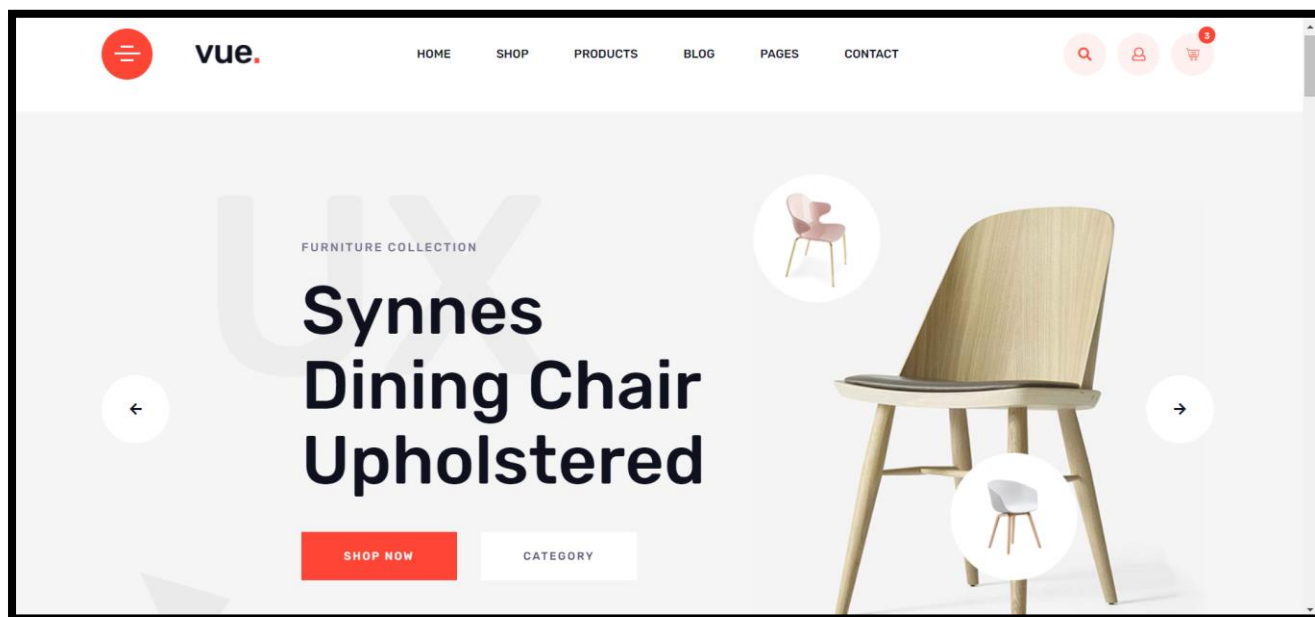 vue.
HOME SHOP PRODUCTS BLOG PAGES CONTACT
3
UX
FURNITURE COLLECTION
Synnes
Dining Chair
Upholstered
SHOP NOW CATEGORY